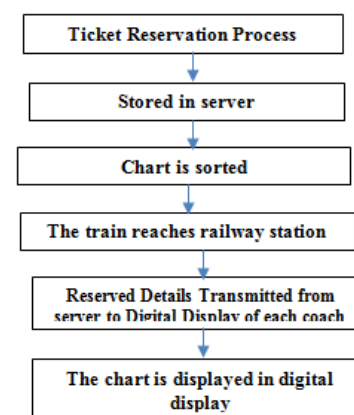 Ticket Reservation Process
Stored in server
Chart is sorted
The train reaches railway station
Reserved Details Transmitted from
server to Digital Display of each coach
The chart is displayed in digital
display